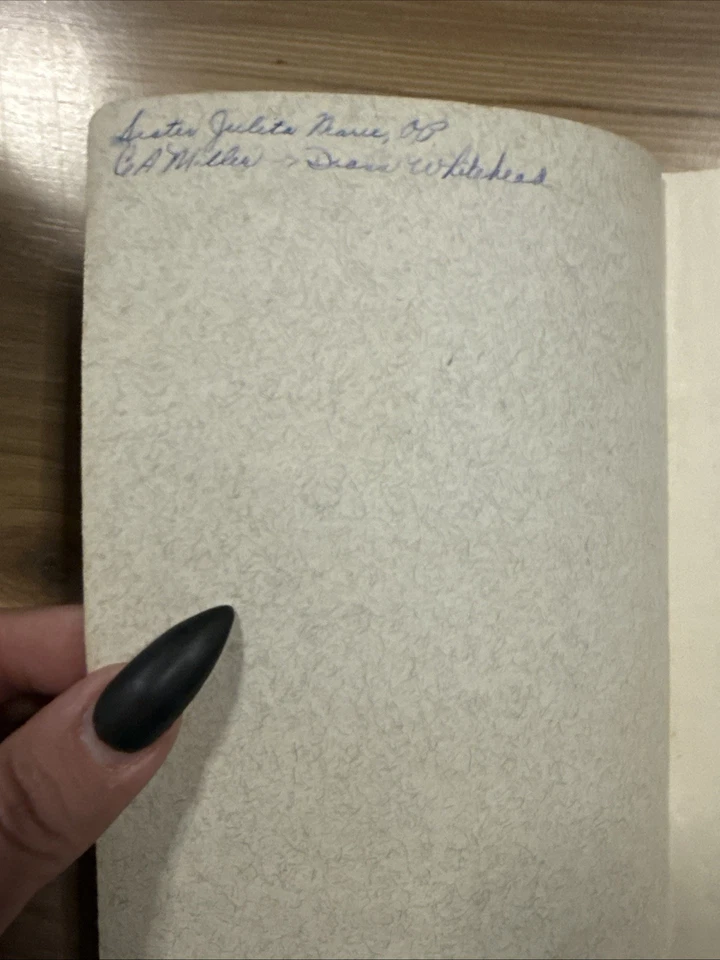 Sister Julita Marie, OP
CA Miller → Diana Whitehead